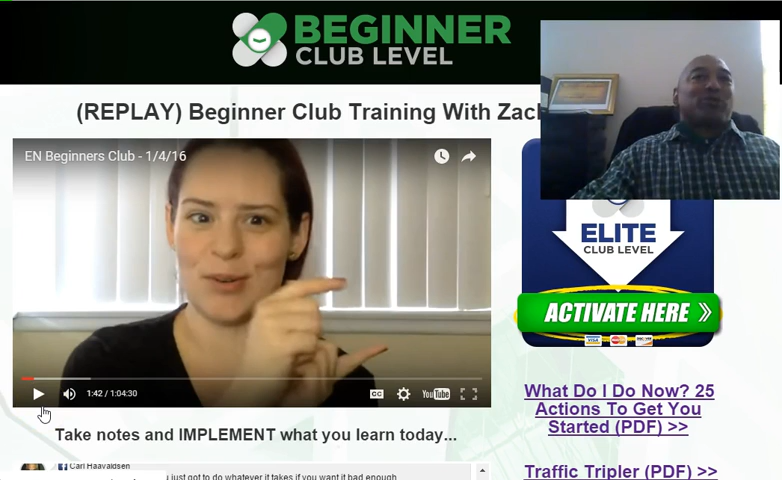 BEGINNER
CLUB LEVEL
(REPLAY) Beginner Club Training With
EN Beginners Club - 1/4/16
ELITE
CLUB LEVEL
ACTIVATE HERE »
VISA
1:42 / 1:04:30
CC
YouTube
What Do I Do Now? 25
Actions To Get You
Started (PDF) >>
Take notes and IMPLEMENT what you learn today...
Carl Haavaldsen
just got to do whatever it takes if you want it bad enough
Traffic Tripler (PDF) >>